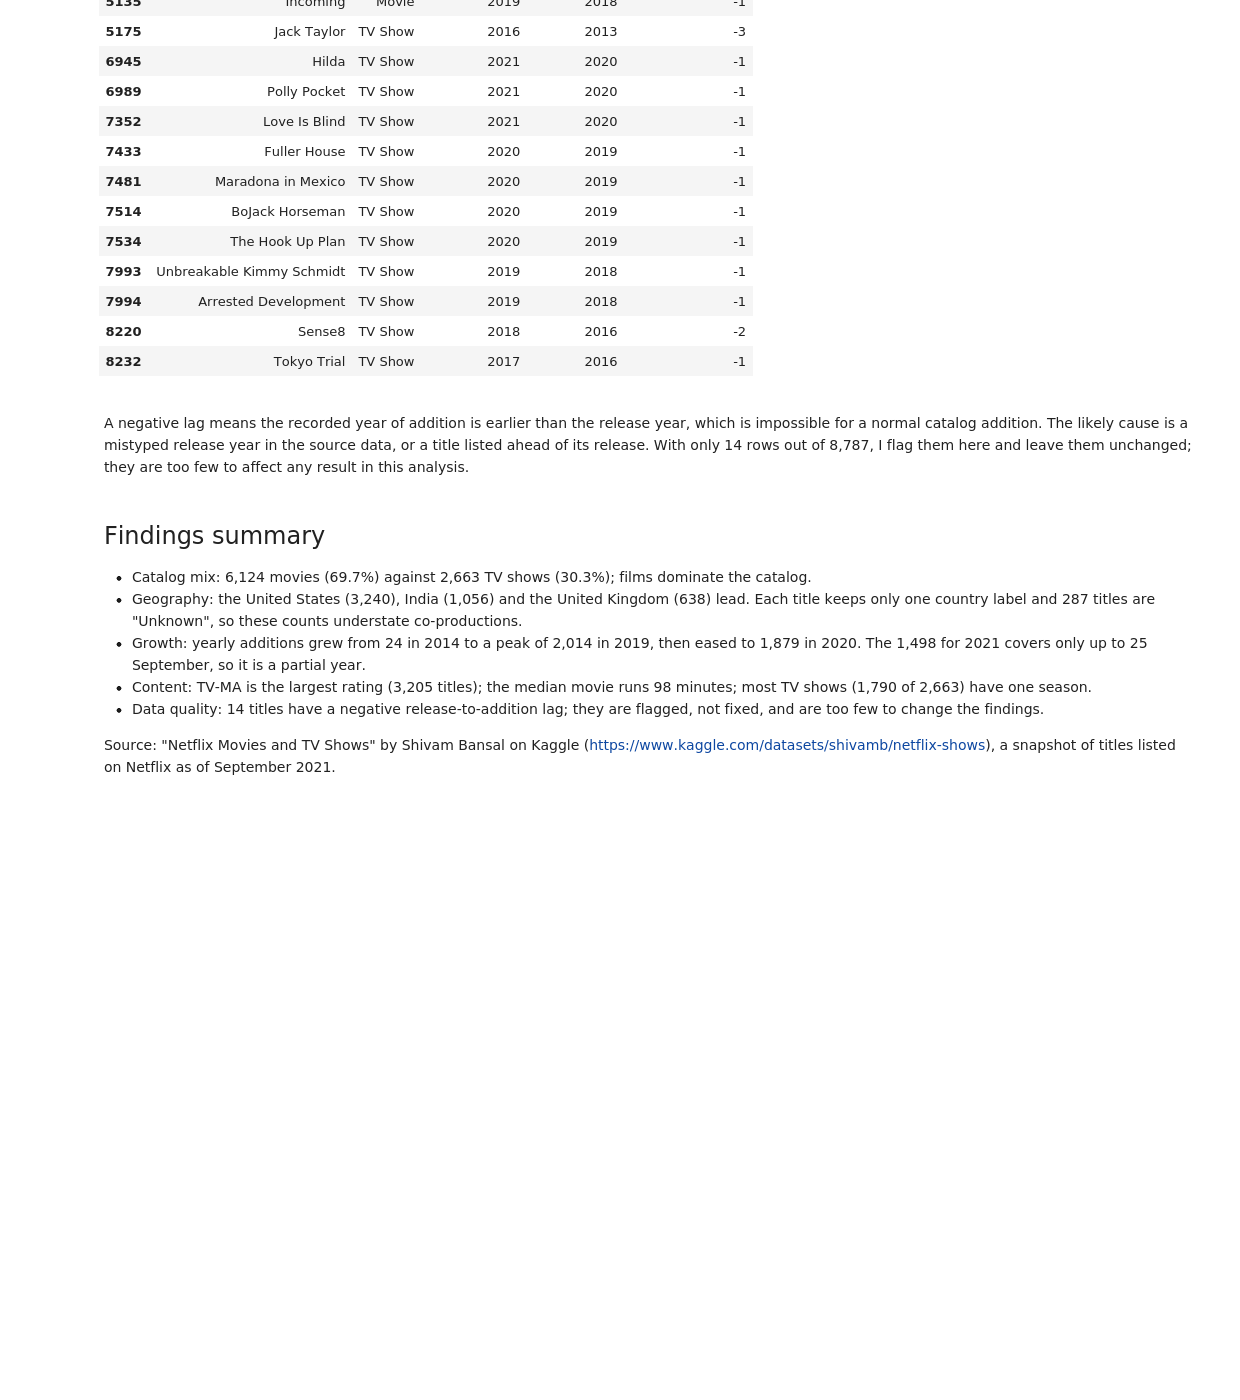 5135 Incoming Movie 2019 2018 -1
5175 Jack Taylor TV Show 2016 2013 -3
6945 Hilda TV Show 2021 2020 -1
6989 Polly Pocket TV Show 2021 2020 -1
7352 Love Is Blind TV Show 2021 2020 -1
7433 Fuller House TV Show 2020 2019 -1
7481 Maradona in Mexico TV Show 2020 2019 -1
7514 BoJack Horseman TV Show 2020 2019 -1
7534 The Hook Up Plan TV Show 2020 2019 -1
7993 Unbreakable Kimmy Schmidt TV Show 2019 2018 -1
7994 Arrested Development TV Show 2019 2018 -1
8220 Sense8 TV Show 2018 2016 -2
8232 Tokyo Trial TV Show 2017 2016 -1
A negative lag means the recorded year of addition is earlier than the release year, which is impossible for a normal catalog addition. The likely cause is a
mistyped release year in the source data, or a title listed ahead of its release. With only 14 rows out of 8,787, I flag them here and leave them unchanged;
they are too few to affect any result in this analysis.
Findings summary
• Catalog mix: 6,124 movies (69.7%) against 2,663 TV shows (30.3%); films dominate the catalog.
• Geography: the United States (3,240), India (1,056) and the United Kingdom (638) lead. Each title keeps only one country label and 287 titles are
"Unknown", so these counts understate co-productions.
• Growth: yearly additions grew from 24 in 2014 to a peak of 2,014 in 2019, then eased to 1,879 in 2020. The 1,498 for 2021 covers only up to 25
September, so it is a partial year.
• Content: TV-MA is the largest rating (3,205 titles); the median movie runs 98 minutes; most TV shows (1,790 of 2,663) have one season.
• Data quality: 14 titles have a negative release-to-addition lag; they are flagged, not fixed, and are too few to change the findings.
Source: "Netflix Movies and TV Shows" by Shivam Bansal on Kaggle (https://www.kaggle.com/datasets/shivamb/netflix-shows), a snapshot of titles listed
on Netflix as of September 2021.